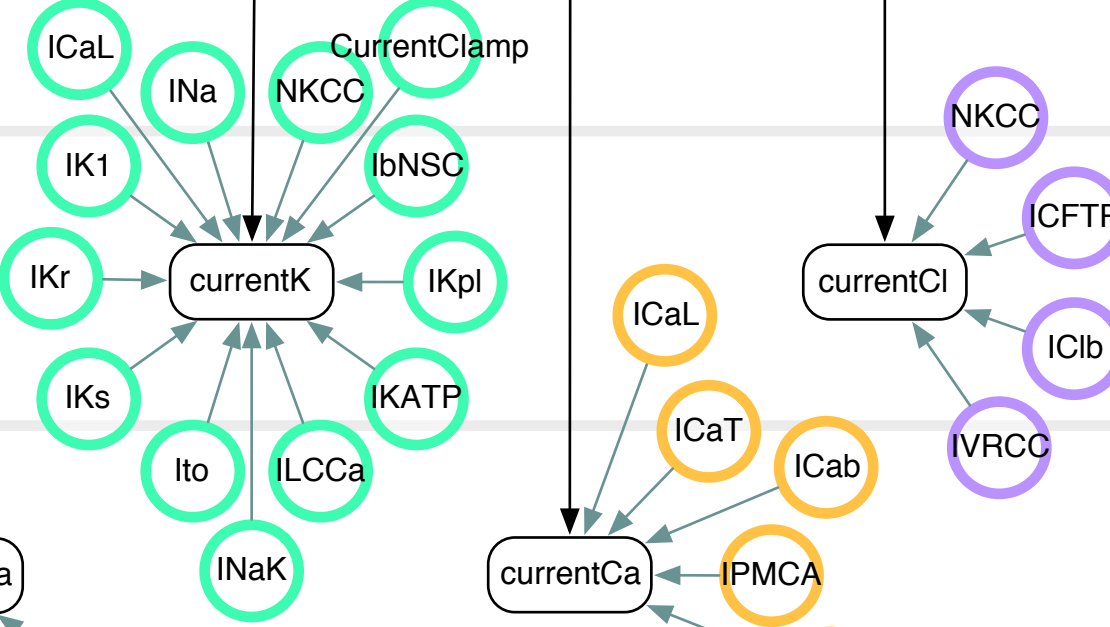 ICaL
CurrentClamp
INa
NKCC
NKCC
IK1
IbNSC
IKr
currentK
IKpl
currentCl
ICaL
IClb
IKs
IKATP
ICaT
IVRCC
Ito
ILCCa
ICab
INaK
currentCa
IPMCA